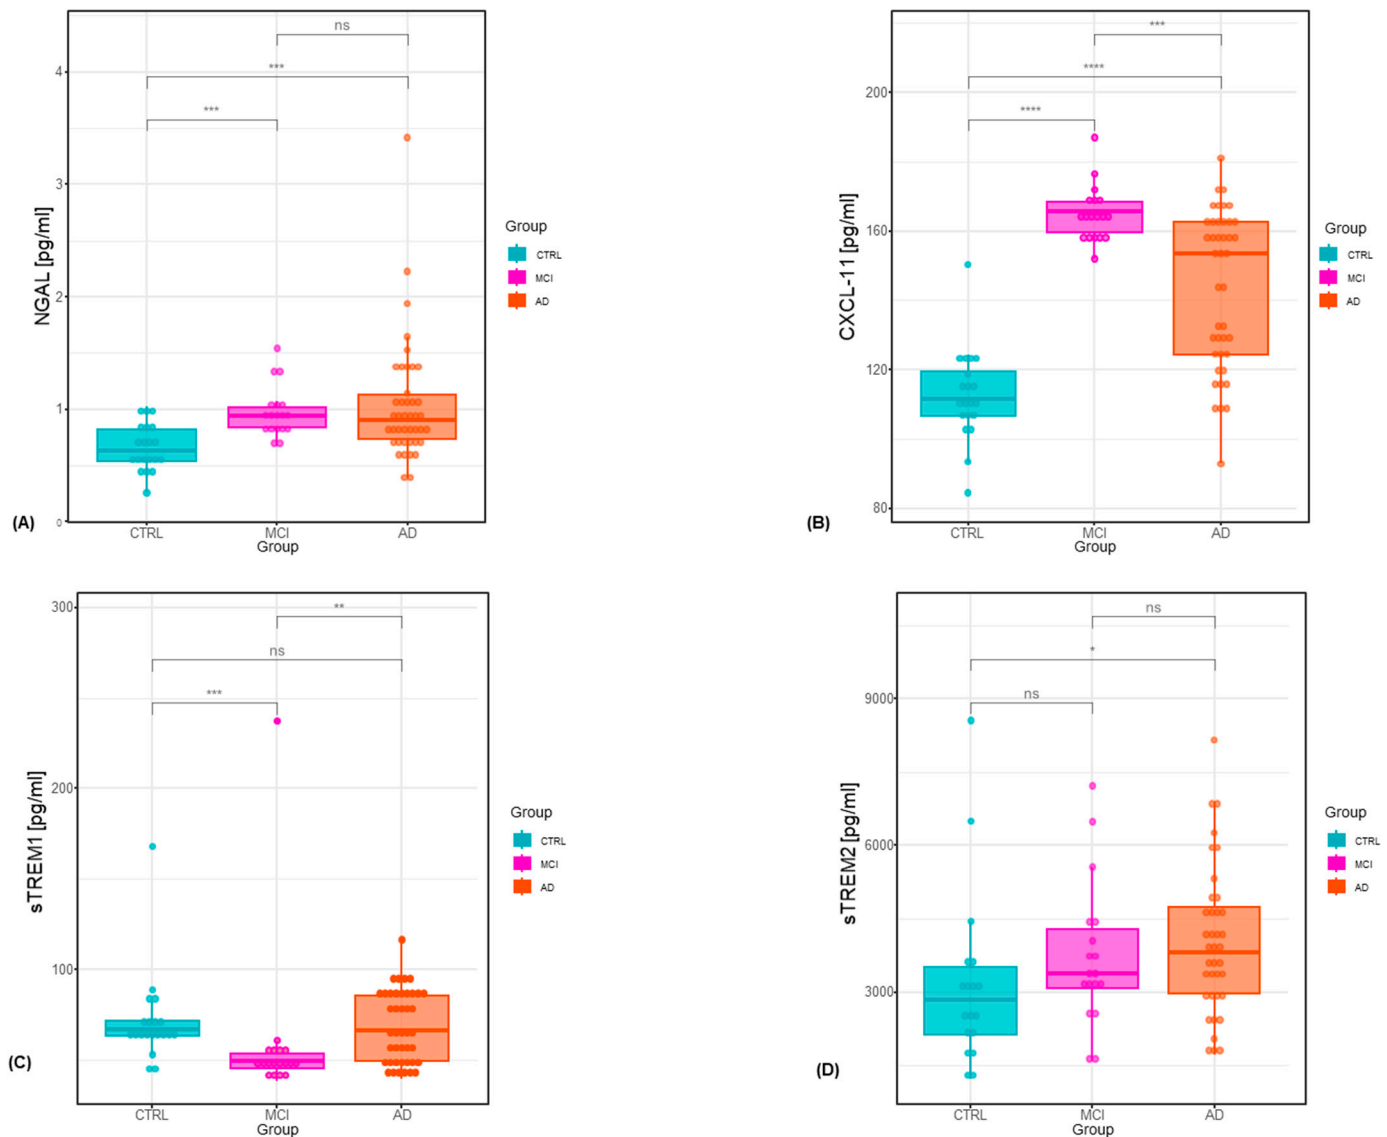 ns
***
***
4
3
2
1
0
NGAL [pg/ml]
CTRL
MCI
AD
Group
Group
CTRL
MCI
AD
(A)
***
****
****
200
160
120
80
CXCL-11 [pg/ml]
CTRL
MCI
AD
Group
Group
CTRL
MCI
AD
(B)
**
ns
***
300
200
100
sTREM1 [pg/ml]
CTRL
MCI
AD
Group
Group
CTRL
MCI
AD
(C)
ns
*
ns
9000
6000
3000
sTREM2 [pg/ml]
CTRL
MCI
AD
Group
Group
CTRL
MCI
AD
(D)